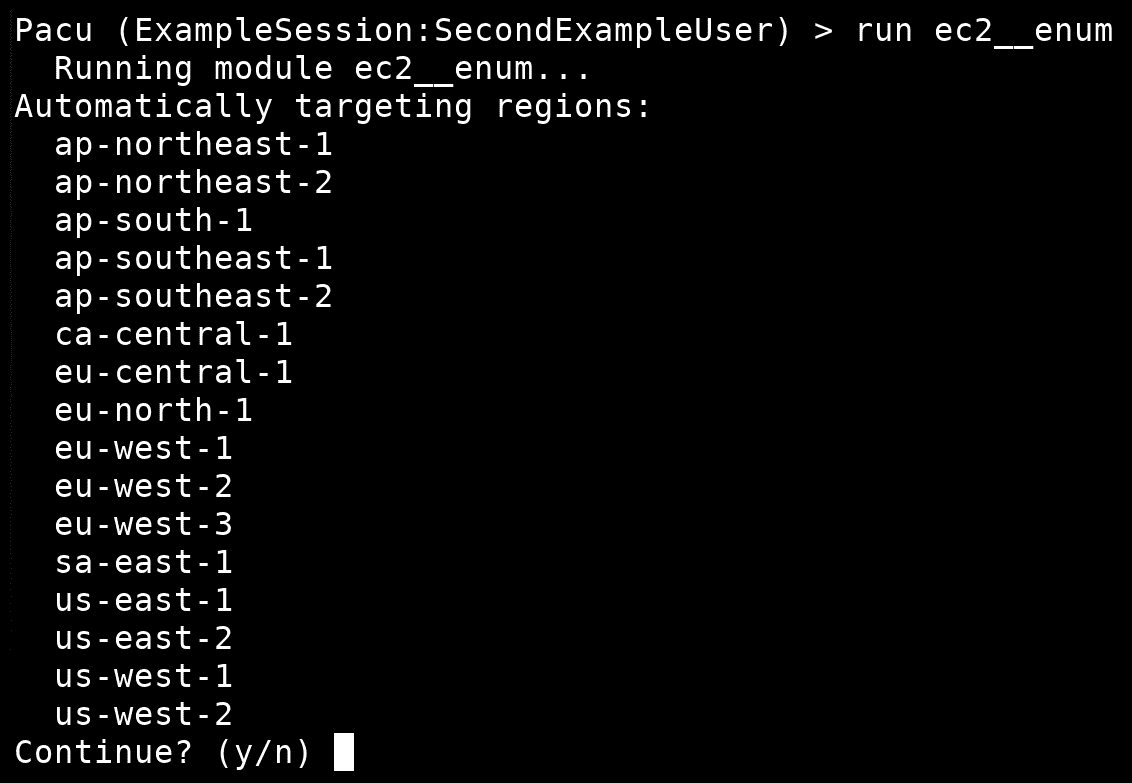 Pacu (ExampleSession:SecondExampleUser) > run ec2__enum
  Running module ec2__enum...
Automatically targeting regions:
  ap-northeast-1
  ap-northeast-2
  ap-south-1
  ap-southeast-1
  ap-southeast-2
  ca-central-1
  eu-central-1
  eu-north-1
  eu-west-1
  eu-west-2
  eu-west-3
  sa-east-1
  us-east-1
  us-east-2
  us-west-1
  us-west-2
Continue? (y/n)